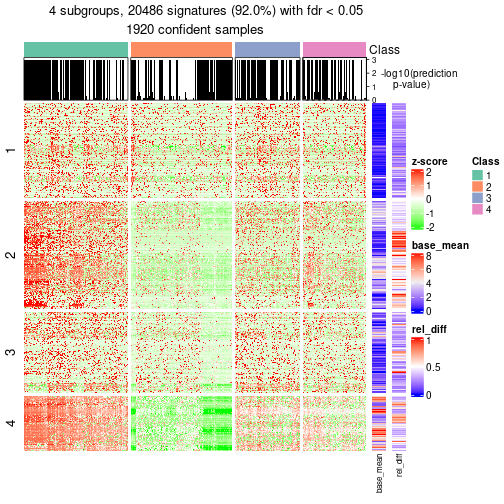 4 subgroups, 20486 signatures (92.0%) with fdr < 0.05
1920 confident samples
Class
3
2
1
0
-log10(prediction
p-value)
1
2
3
4
z-score
2
1
0
-1
-2
Class
1
2
3
4
base_mean
8
6
4
2
0
rel_diff
1
0.5
0
base_mean
rel_diff